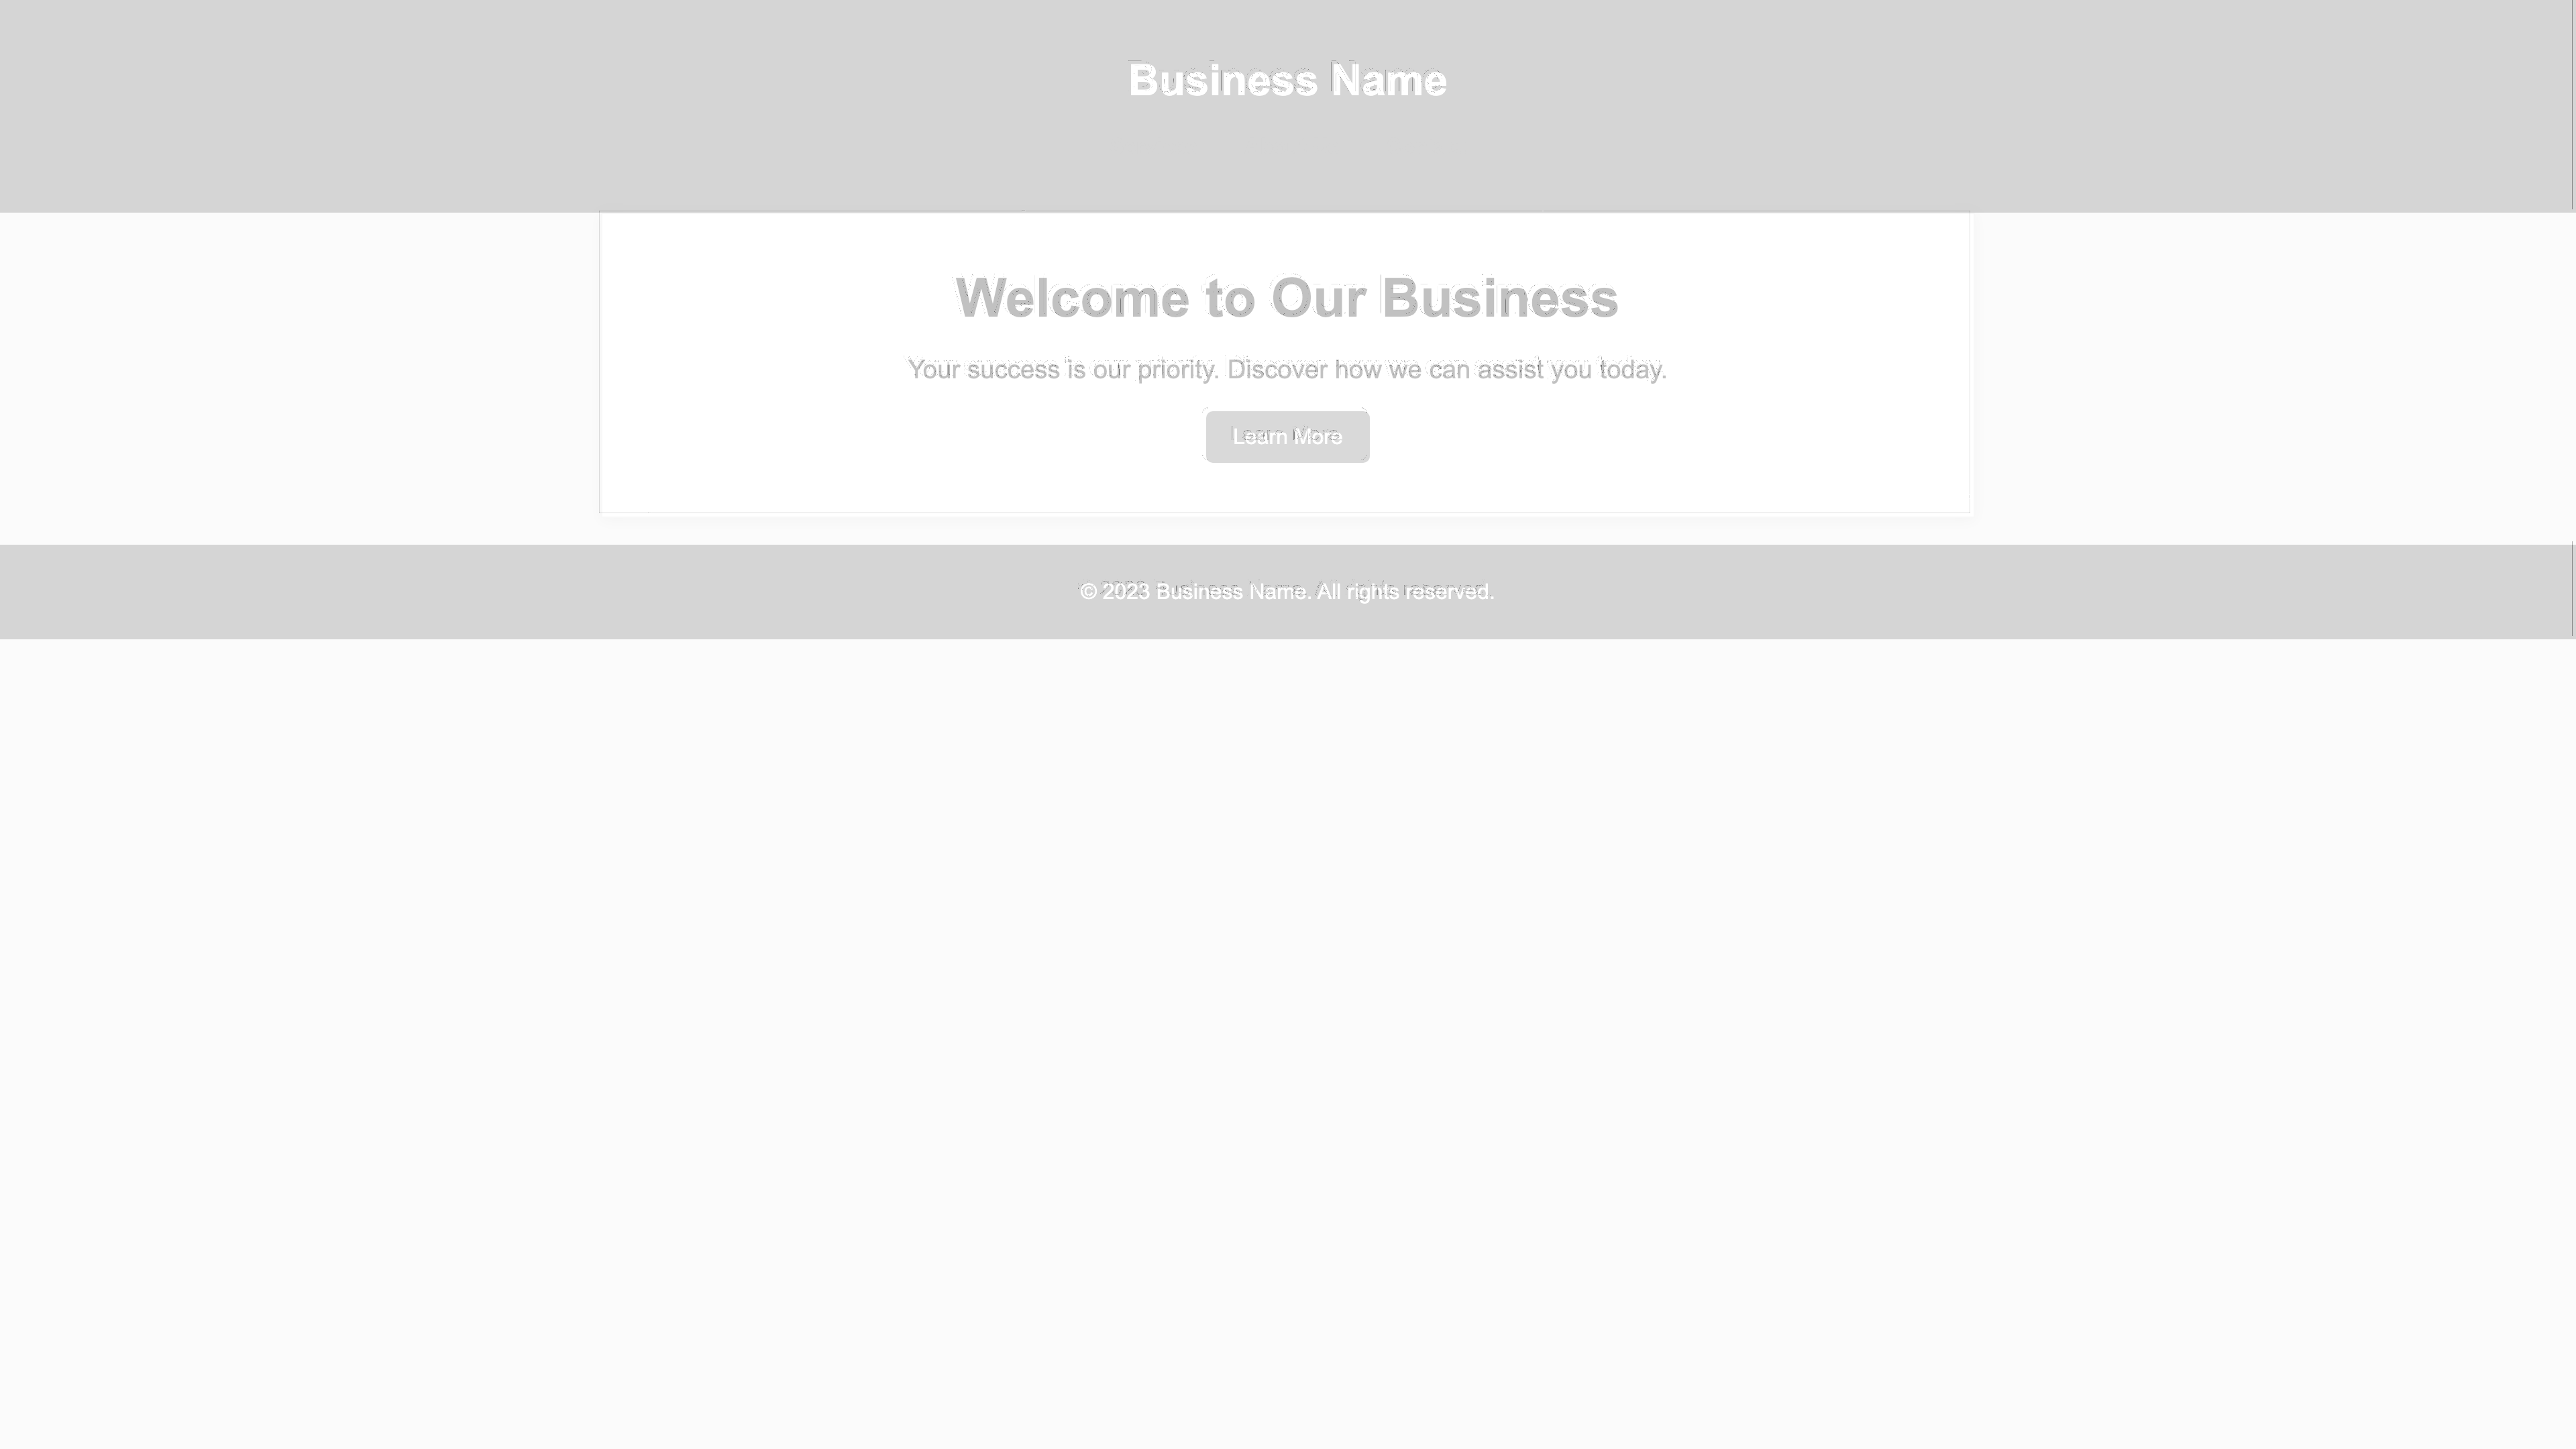 Business Name
Welcome to Our Business
Your success is our priority. Discover how we can assist you today.
Learn More
© 2023 Business Name. All rights reserved.